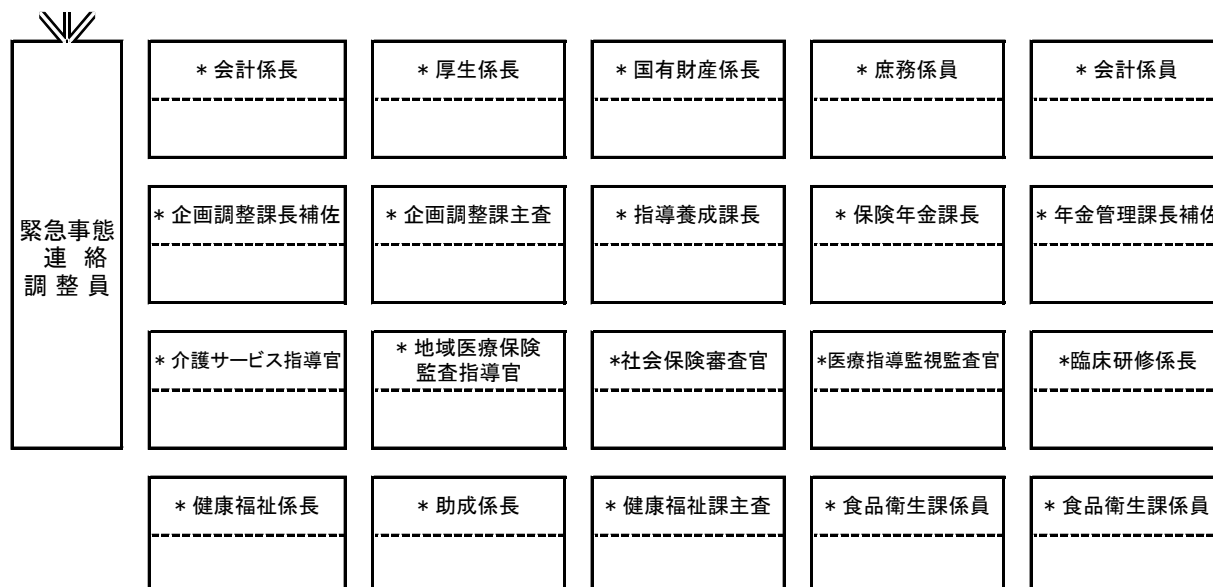 緊急事態
連 絡
調 整 員
* 会計係長
* 厚生係長
* 国有財産係長
* 庶務係員
* 会計係員
* 企画調整課長補佐
* 企画調整課主査
* 指導養成課長
* 保険年金課長
* 年金管理課長補佐
* 介護サービス指導官
* 地域医療保険
監査指導官
*社会保険審査官
*医療指導監視監査官
*臨床研修係長
* 健康福祉係長
* 助成係長
* 健康福祉課主査
* 食品衛生課係員
* 食品衛生課係員